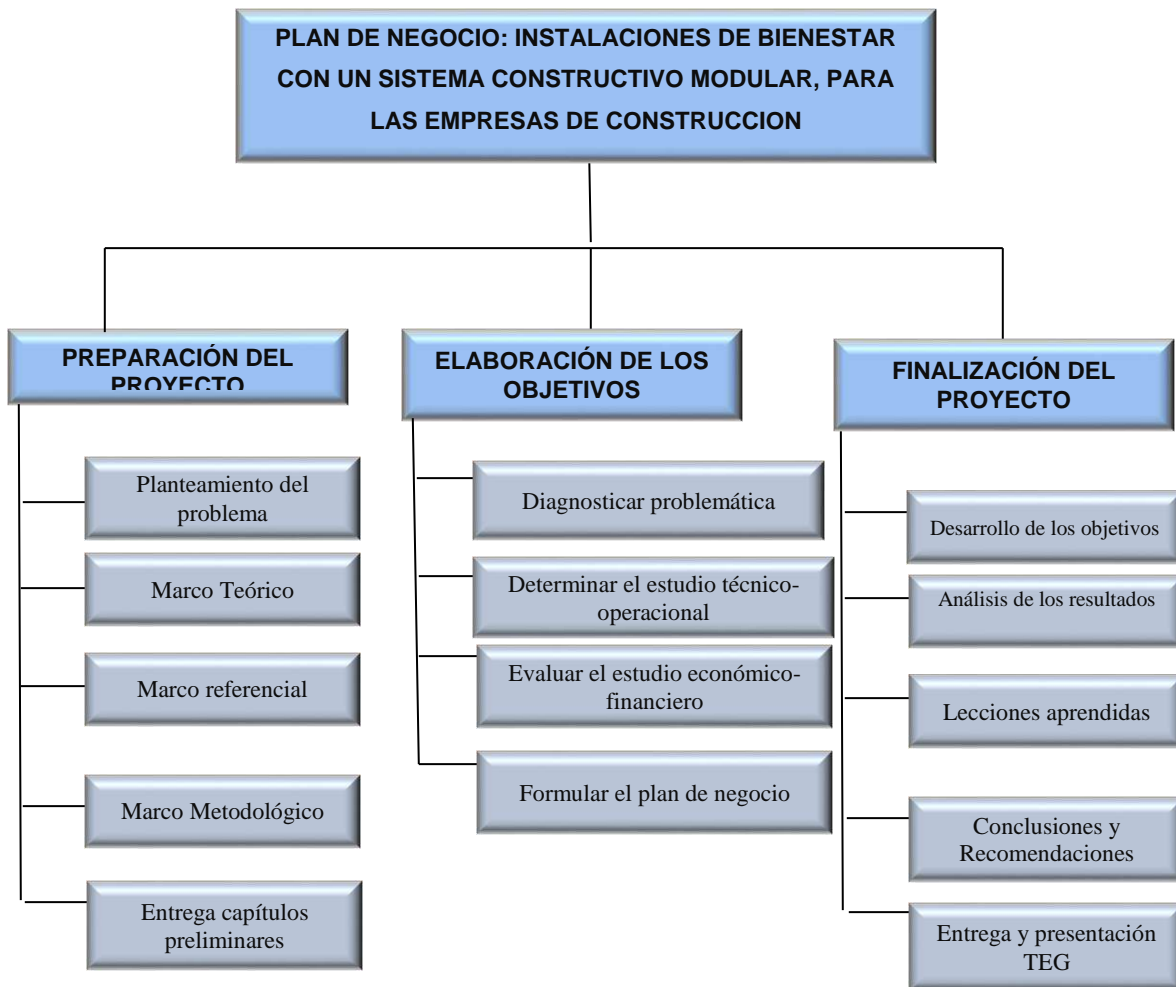 PLAN DE NEGOCIO: INSTALACIONES DE BIENESTAR
CON UN SISTEMA CONSTRUCTIVO MODULAR, PARA
LAS EMPRESAS DE CONSTRUCCION
PREPARACIÓN DEL
PROYECTO
Planteamiento del
problema
Marco Teórico
Marco referencial
Marco Metodológico
Entrega capítulos
preliminares
ELABORACIÓN DE LOS
OBJETIVOS
Diagnosticar problemática
Determinar el estudio técnico-
operacional
Evaluar el estudio económico-
financiero
Formular el plan de negocio
FINALIZACIÓN DEL
PROYECTO
Desarrollo de los objetivos
Análisis de los resultados
Lecciones aprendidas
Conclusiones y
Recomendaciones
Entrega y presentación
TEG